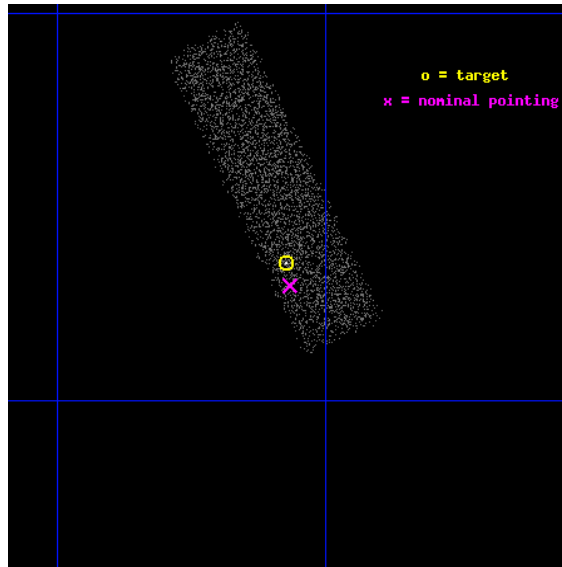 o = target
x = nominal pointing